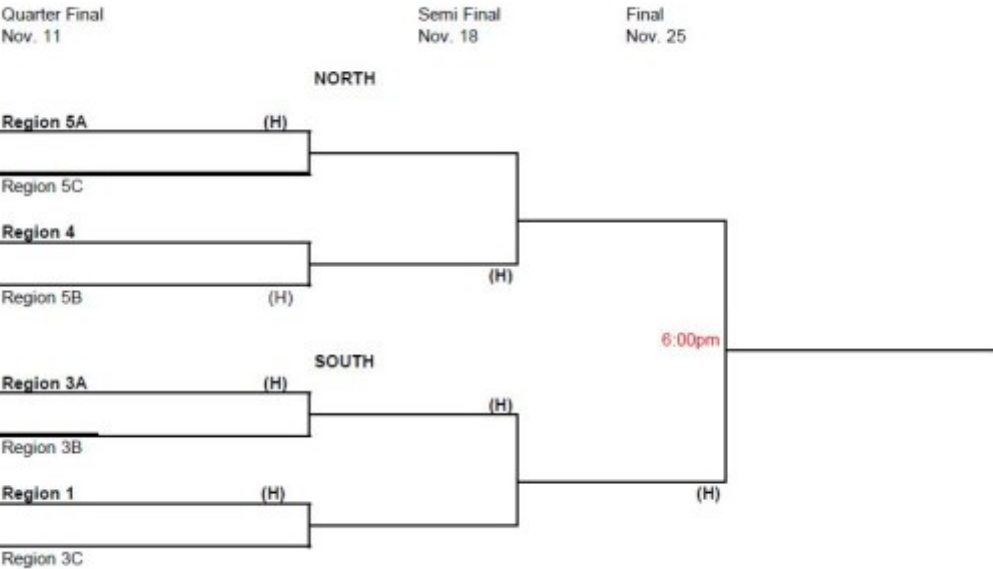 Quarter Final Semi Final Final
Nov. 11 Nov. 18 Nov. 25
NORTH
Region 5A (H)
Region 5C
Region 4
(H)
Region 5B (H)
6:00pm
SOUTH
Region 3A (H)
(H)
Region 3B
Region 1 (H)
(H)
Region 3C